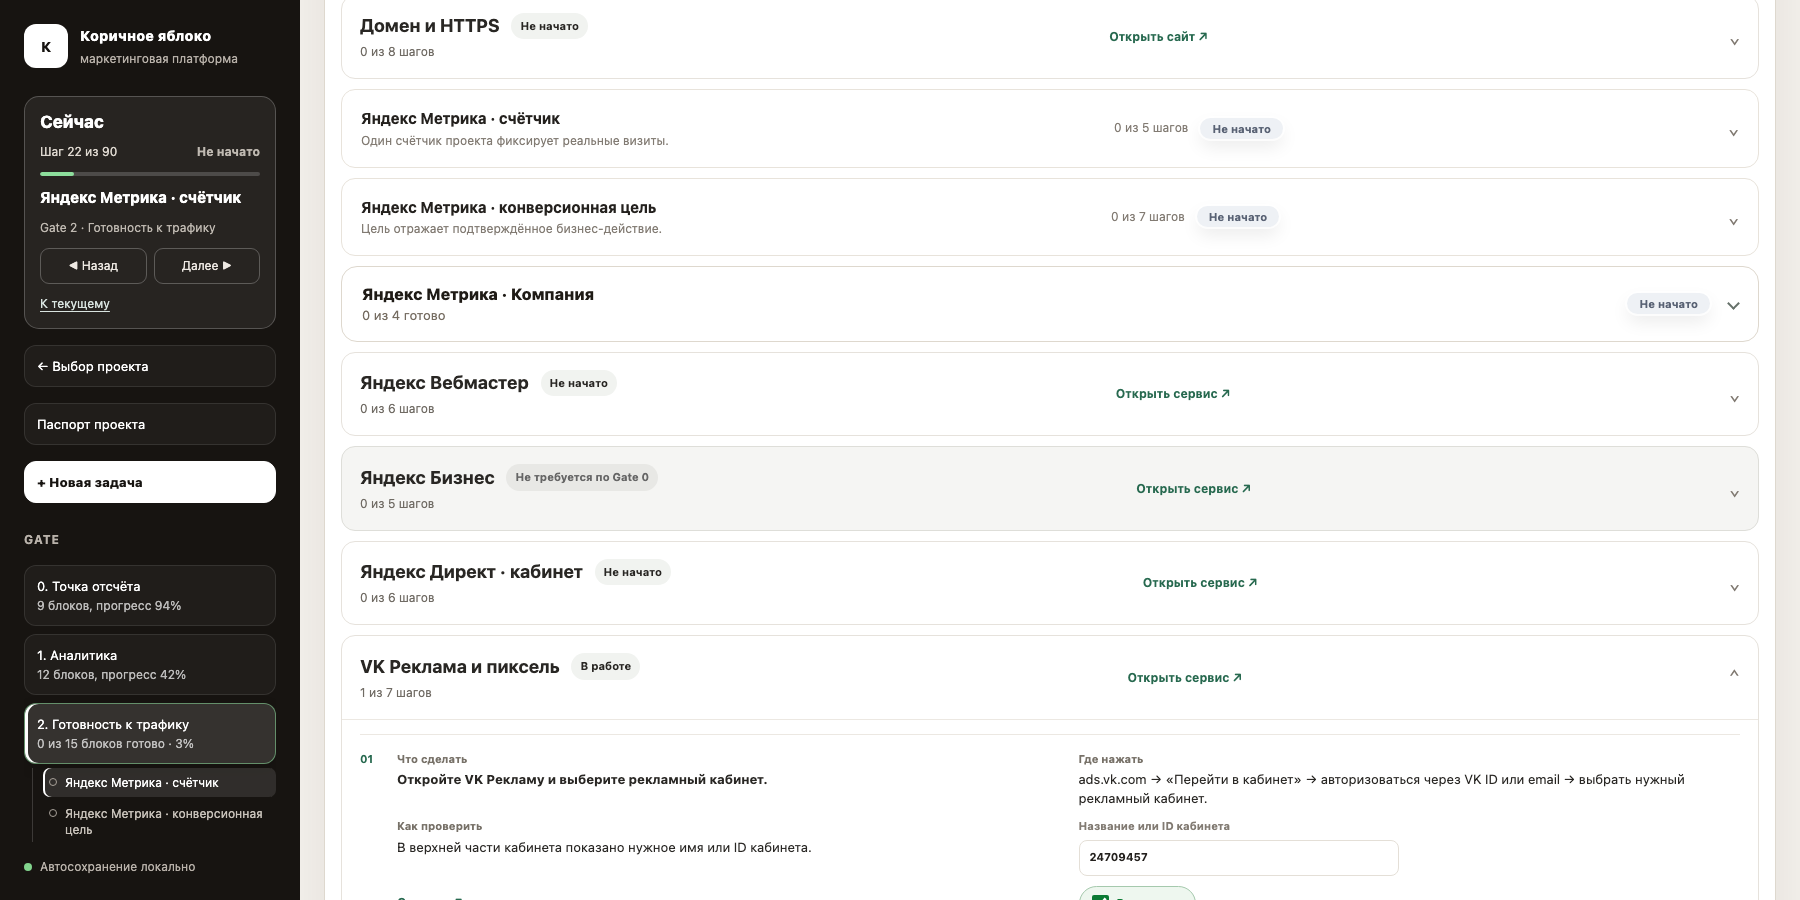 K
Коричное яблоко
маркетинговая платформа
Сейчас
Шаг 22 из 90
Не начато
Яндекс Метрика · счётчик
Gate 2 · Готовность к трафику
◀ Назад
Далее ▶
К текущему
← Выбор проекта
Паспорт проекта
+ Новая задача
GATE
0. Точка отсчёта
9 блоков, прогресс 94%
1. Аналитика
12 блоков, прогресс 42%
2. Готовность к трафику
0 из 15 блоков готово · 3%
Яндекс Метрика · счётчик
Яндекс Метрика · конверсионная
цель
Автосохранение локально
Домен и HTTPS
Не начато
0 из 8 шагов
Открыть сайт ↗
Яндекс Метрика · счётчик
Один счётчик проекта фиксирует реальные визиты.
0 из 5 шагов
Не начато
Яндекс Метрика · конверсионная цель
Цель отражает подтверждённое бизнес-действие.
0 из 7 шагов
Не начато
Яндекс Метрика · Компания
0 из 4 готово
Не начато
Яндекс Вебмастер
Не начато
0 из 6 шагов
Открыть сервис ↗
Яндекс Бизнес
Не требуется по Gate 0
0 из 5 шагов
Открыть сервис ↗
Яндекс Директ · кабинет
Не начато
0 из 6 шагов
Открыть сервис ↗
VK Реклама и пиксель
В работе
1 из 7 шагов
Открыть сервис ↗
01
Что сделать
Откройте VK Рекламу и выберите рекламный кабинет.
Где нажать
ads.vk.com → «Перейти в кабинет» → авторизоваться через VK ID или email → выбрать нужный
рекламный кабинет.
Как проверить
В верхней части кабинета показано нужное имя или ID кабинета.
Название или ID кабинета
24709457